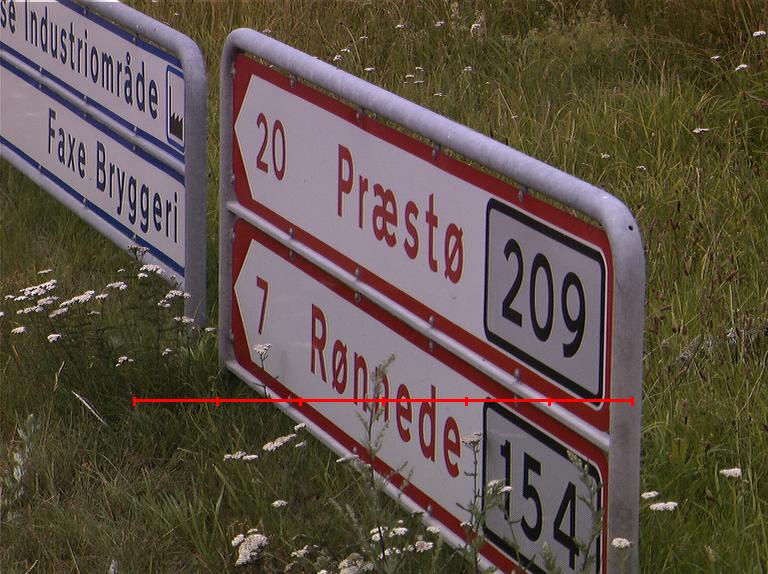 se Industriområde
Faxe Bryggeri
20 Præstø 209
7 Rønnede 154